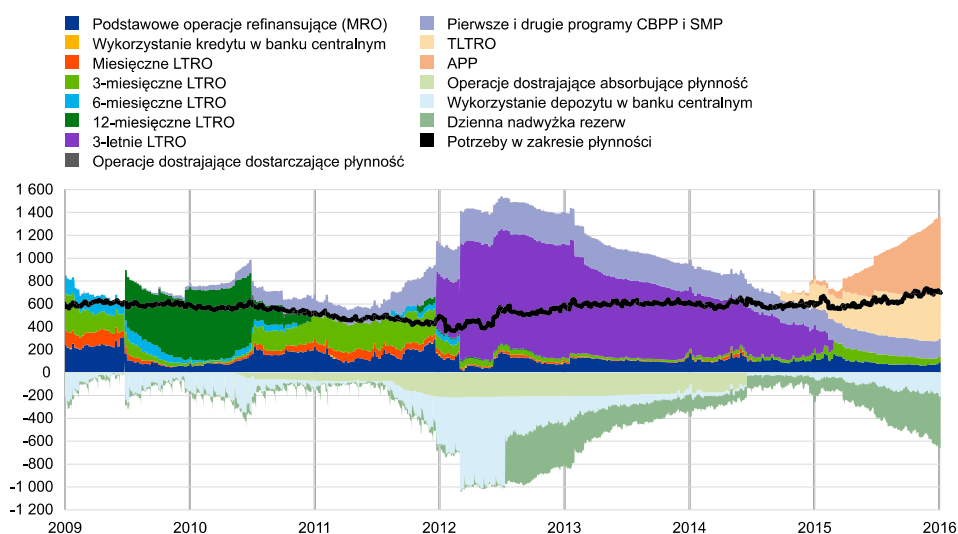 Podstawowe operacje refinansujące (MRO)
Wykorzystanie kredytu w banku centralnym
Miesięczne LTRO
3-miesięczne LTRO
6-miesięczne LTRO
12-miesięczne LTRO
3-letnie LTRO
Operacje dostrajające dostarczające płynność
Pierwsze i drugie programy CBPP i SMP
TLTRO
APP
Operacje dostrajające absorbujące płynność
Wykorzystanie depozytu w banku centralnym
Dzienna nadwyżka rezerw
Potrzeby w zakresie płynności
1 600
1 400
1 200
1 000
800
600
400
200
0
-200
-400
-600
-800
-1 000
-1 200
2009 2010 2011 2012 2013 2014 2015 2016